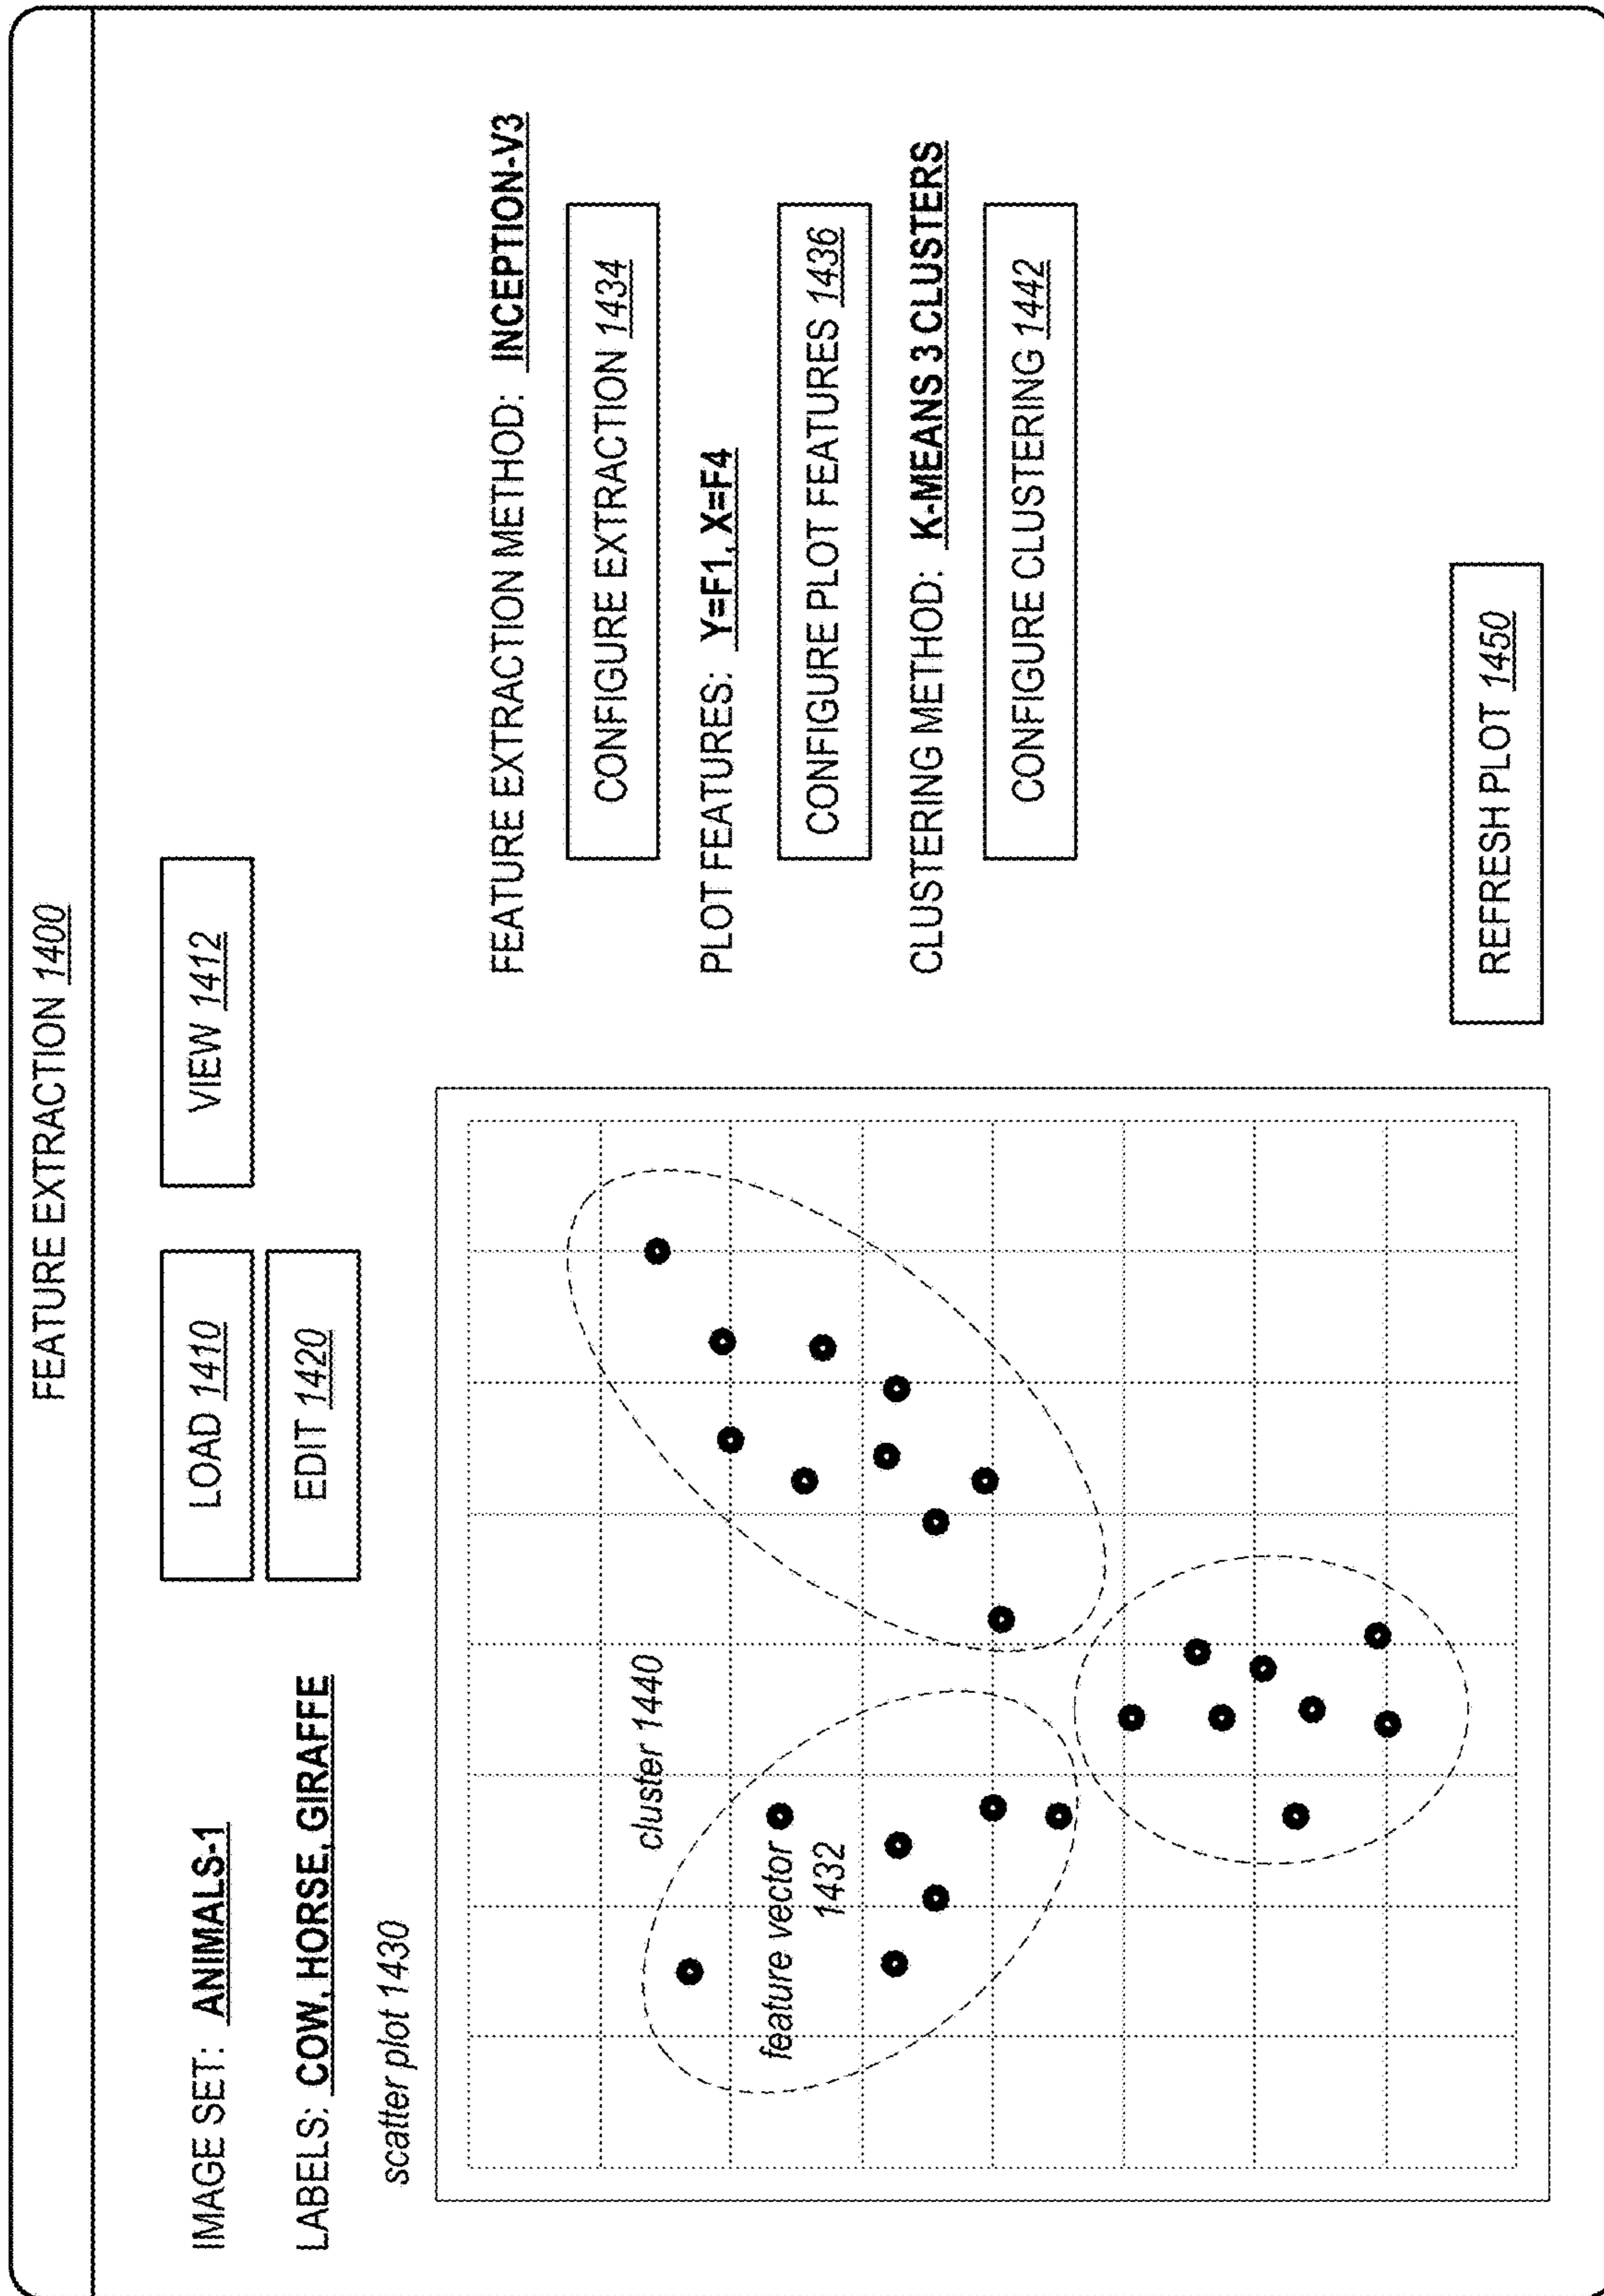 FEATURE EXTRACTION 1400
IMAGE SET: ANIMALS-1
LOAD 1410
VIEW 1412
LABELS: COW, HORSE, GIRAFFE
EDIT 1420
scatter plot 1430
cluster 1440
feature vector
1432
FEATURE EXTRACTION METHOD: INCEPTION-V3
CONFIGURE EXTRACTION 1434
PLOT FEATURES: Y=F1, X=F4
CONFIGURE PLOT FEATURES 1436
CLUSTERING METHOD: K-MEANS 3 CLUSTERS
CONFIGURE CLUSTERING 1442
REFRESH PLOT 1450